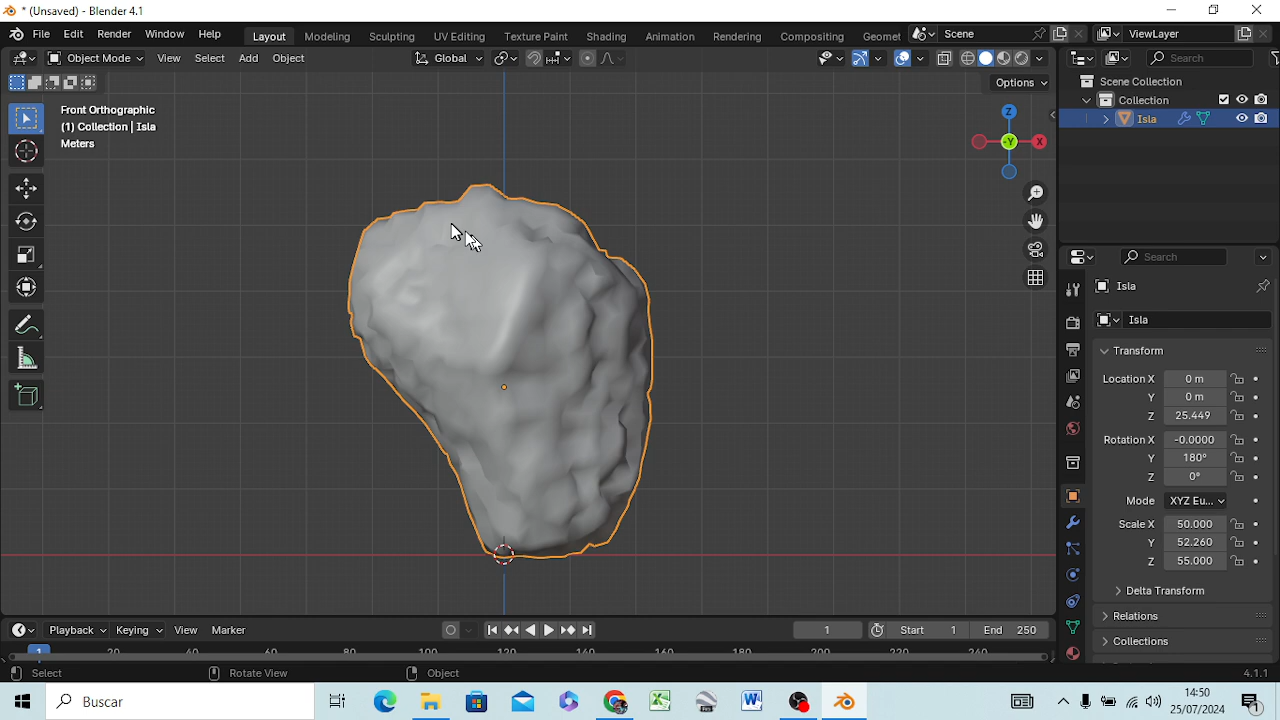 * (Unsaved) - Blender 4.1
File Edit Render Window Help Layout Modeling Sculpting UV Editing Texture Paint Shading Animation Rendering Compositing Geomet Scene ViewLayer
Object Mode View Select Add Object Global Search
Options
Front Orthographic
(1) Collection | Isla
Meters
Z
X
-Y
Scene Collection
Collection
Isla
Search
Isla
Isla
Transform
Location X 0 m
Y 0 m
Z 25.449
Rotation X -0.0000
Y 180°
Z 0°
Mode XYZ Eu...
Scale X 50.000
Y 52.260
Z 55.000
Delta Transform
Relations
Collections
Playback Keying View Marker 1 Start 1 End 250
1 20 40 60 80 100 120 140 160 180 200 220 240
Select Rotate View Object 4.1.1
Buscar
14:50
25/07/2024
1